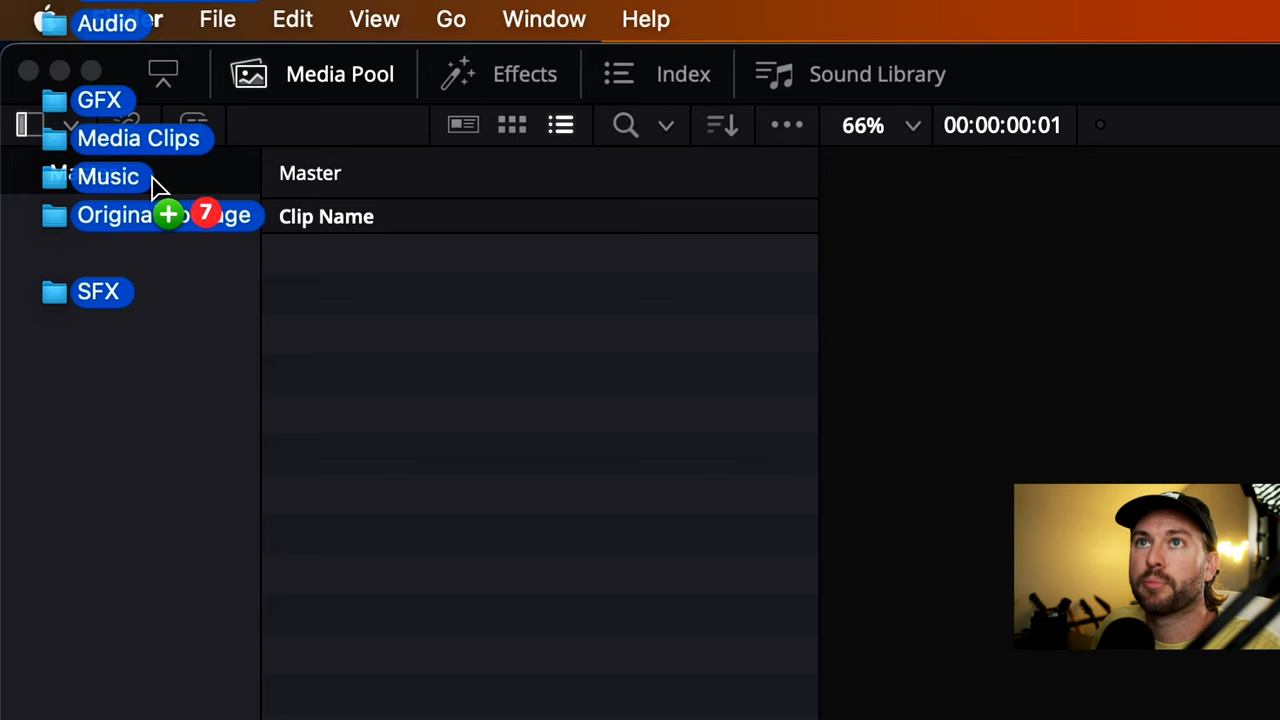 Audio
File Edit View Go Window Help
Media Pool Effects Index Sound Library
GFX
66% 00:00:00:01
Media Clips
Music
Master
Clip Name
7
SFX